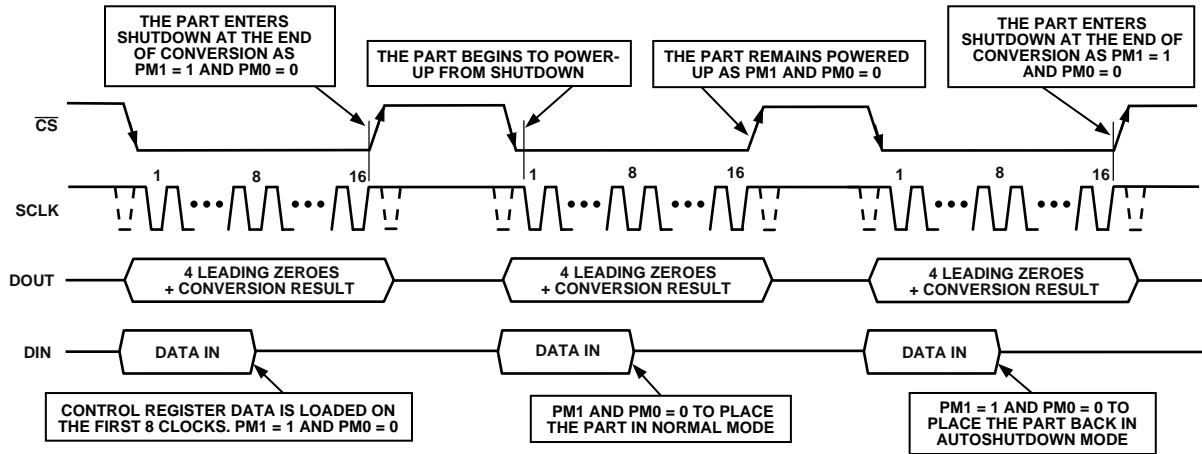 THE PART ENTERS
SHUTDOWN AT THE END
OF CONVERSION AS
PM1 = 1 AND PM0 = 0
THE PART BEGINS TO POWER-
UP FROM SHUTDOWN
THE PART REMAINS POWERED
UP AS PM1 AND PM0 = 0
THE PART ENTERS
SHUTDOWN AT THE END OF
CONVERSION AS PM1 = 1
AND PM0 = 0
CS
1 8 16 1 8 16 1 8 16
SCLK
DOUT
4 LEADING ZEROES
+ CONVERSION RESULT
4 LEADING ZEROES
+ CONVERSION RESULT
4 LEADING ZEROES
+ CONVERSION RESULT
DIN
DATA IN
DATA IN
DATA IN
CONTROL REGISTER DATA IS LOADED ON
THE FIRST 8 CLOCKS. PM1 = 1 AND PM0 = 0
PM1 AND PM0 = 0 TO PLACE
THE PART IN NORMAL MODE
PM1 = 1 AND PM0 = 0 TO
PLACE THE PART BACK IN
AUTOSHUTDOWN MODE